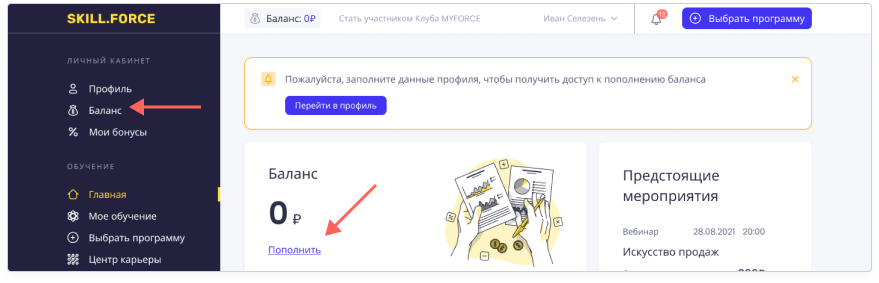 SKILL.FORCE
Баланс: 0₽
Стать участником Клуба MYFORCE
Иван Селезень
Выбрать программу
ЛИЧНЫЙ КАБИНЕТ
Профиль
Баланс
Мои бонусы
ОБУЧЕНИЕ
Главная
Мое обучение
Выбрать программу
Центр карьеры
Пожалуйста, заполните данные профиля, чтобы получить доступ к пополнению баланса
Перейти в профиль
Баланс
0 ₽
Пополнить
Предстоящие
мероприятия
Вебинар 28.08.2021 20:00
Искусство продаж